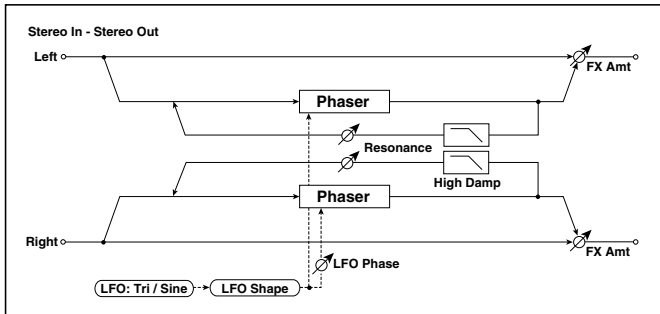 Stereo In - Stereo Out
Left
FX Amt
Phaser
Resonance
High Damp
Phaser
Right
FX Amt
LFO Phase
LFO: Tri / Sine
LFO Shape